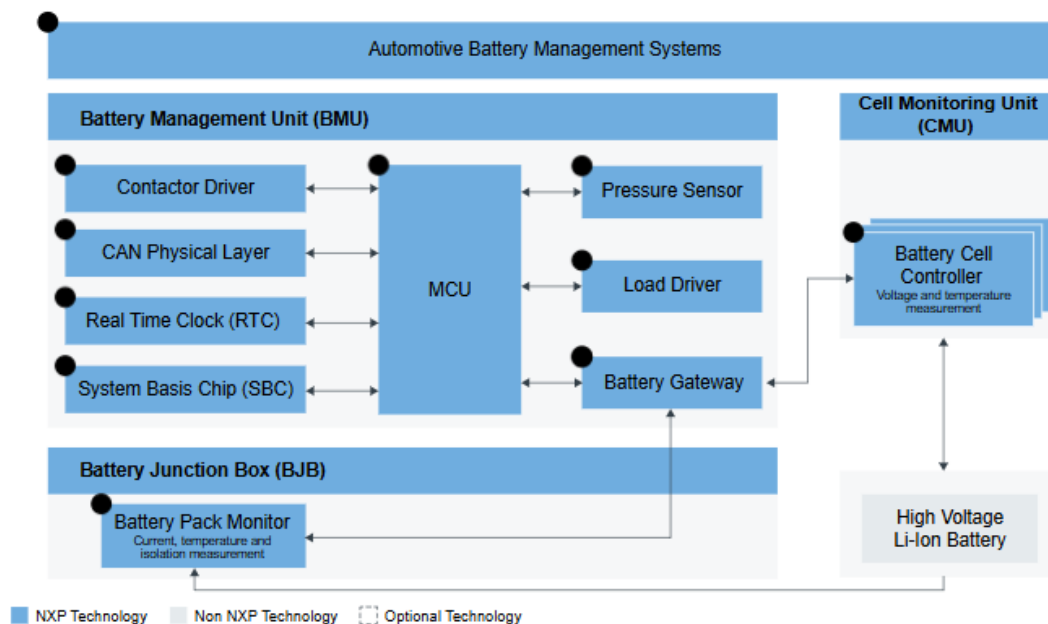 Automotive Battery Management Systems
Battery Management Unit (BMU)
Cell Monitoring Unit
(CMU)
Contactor Driver
CAN Physical Layer
Real Time Clock (RTC)
System Basis Chip (SBC)
MCU
Pressure Sensor
Load Driver
Battery Gateway
Battery Cell
Controller
Voltage and temperature
measurement
Battery Junction Box (BJB)
Battery Pack Monitor
Current, temperature and
isolation measurement
High Voltage
Li-Ion Battery
NXP Technology
Non NXP Technology
Optional Technology